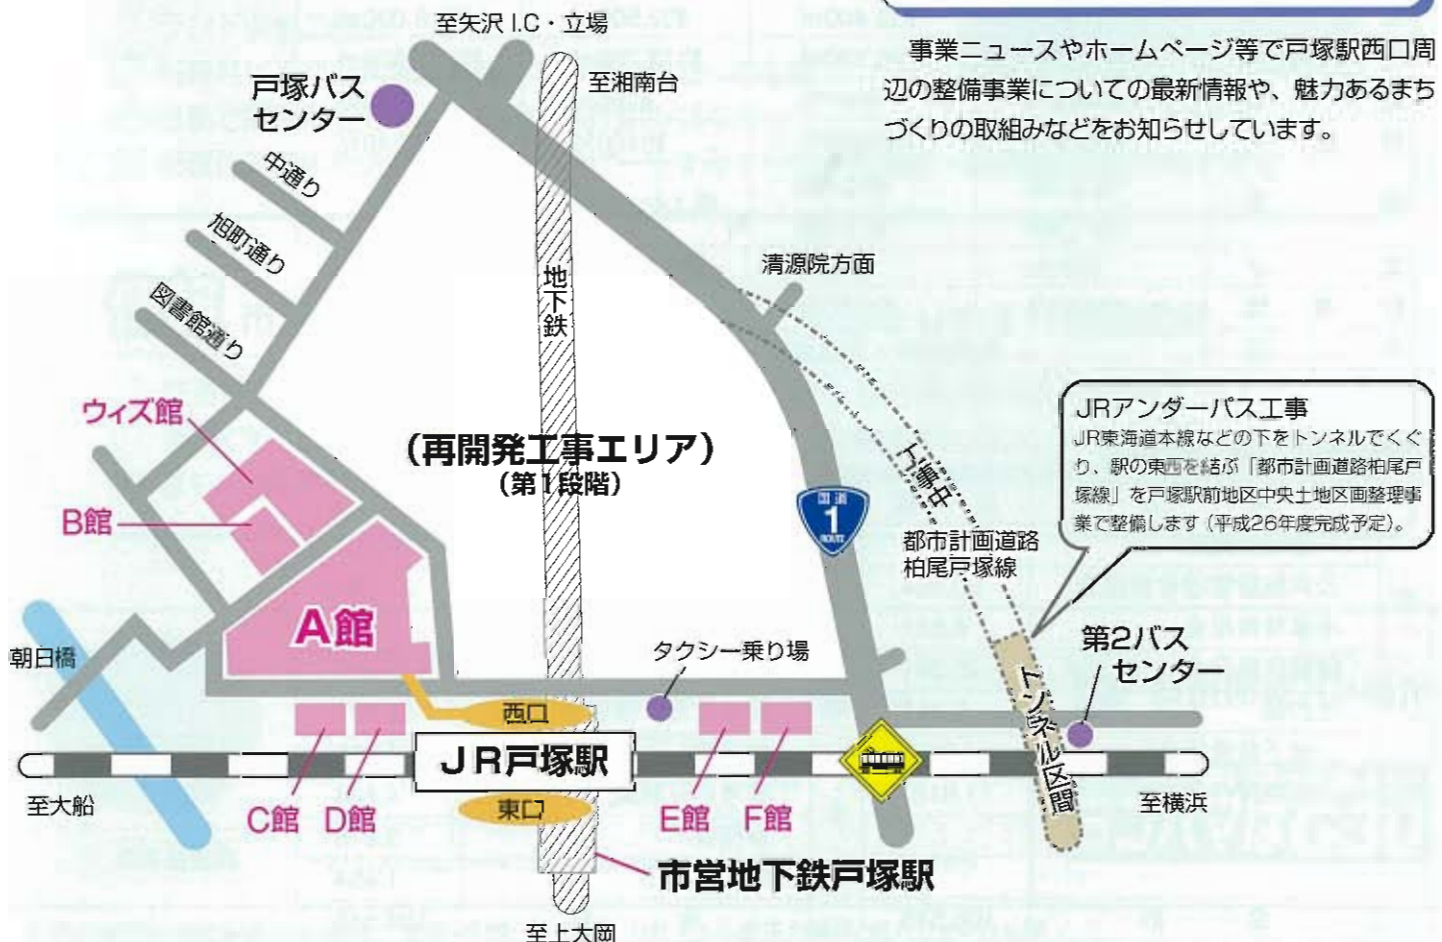 至矢沢 I.C・立場
事業ニュースやホームページ等で戸塚駅西口周
辺の整備事業についての最新情報や、魅力あるまち
づくりの取組みなどをお知らせしています。
至湘南台
戸塚バス
センター
中通り
旭町通り
図書館通り
地下鉄
清源院方面
ウィズ館
B館
(再開発工事エリア)
(第1段階)
工事中
国道
1
ROUTE
JRアンダーパス工事
JR東海道本線などの下をトンネルでくぐ
り、駅の東西を結ぶ「都市計画道路柏尾戸
塚線」を戸塚駅前地区中央土地区画整理事
業で整備します(平成26年度完成予定)。
都市計画道路
柏尾戸塚線
A館
朝日橋
タクシー乗り場
第2バス
センター
トンネル区間
西口
JR戸塚駅
東口
至大船
C館 D館
E館 F館
至横浜
市営地下鉄戸塚駅
至上大岡